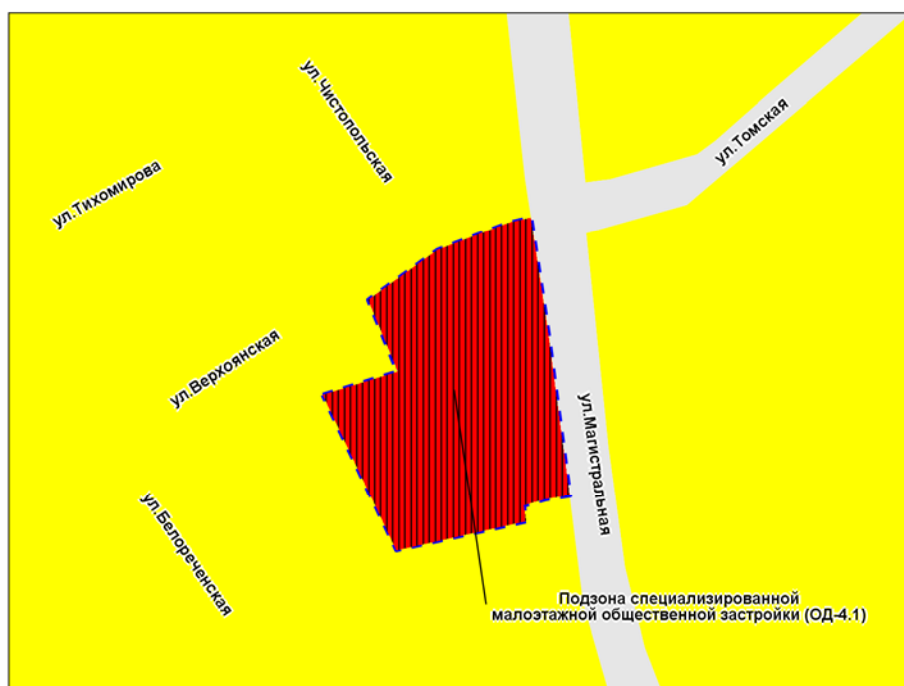 ул.Чистопольская
ул.Томская
ул.Тихомирова
ул.Верхоянская
ул.Магистральная
ул.Белореченская
Подзона специализированной
малоэтажной общественной застройки (ОД-4.1)